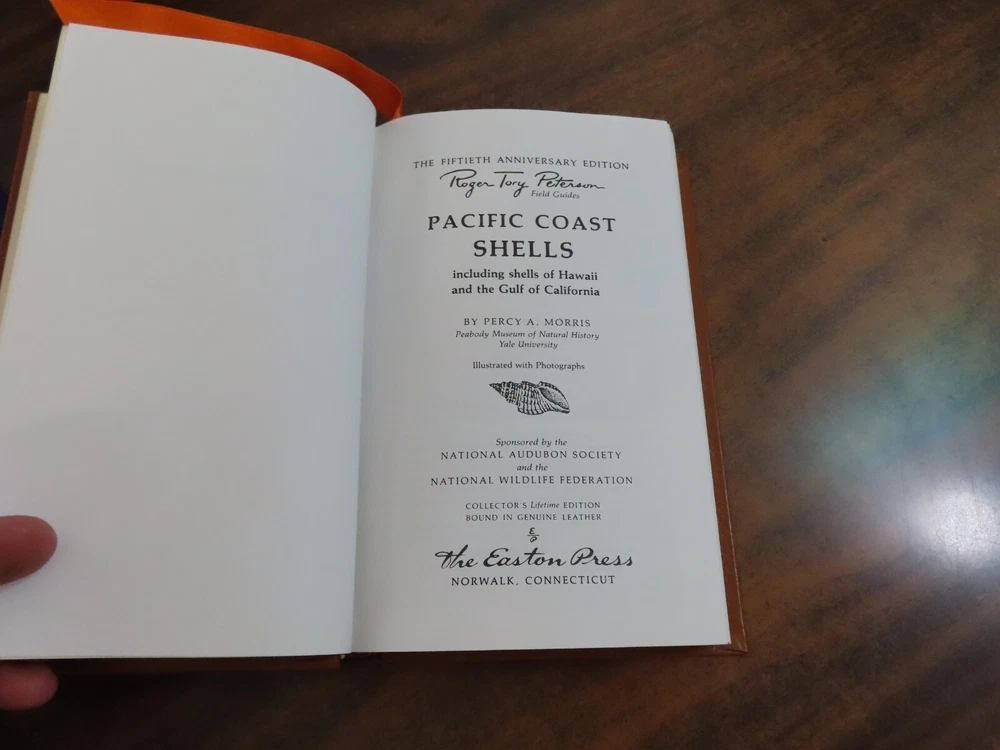 THE FIFTIETH ANNIVERSARY EDITION
Roger Tory Peterson
Field Guides
PACIFIC COAST
SHELLS
including shells of Hawaii
and the Gulf of California
BY PERCY A. MORRIS
Peabody Museum of Natural History
Yale University
Illustrated with Photographs
Sponsored by the
NATIONAL AUDUBON SOCIETY
and the
NATIONAL WILDLIFE FEDERATION
COLLECTOR'S Lifetime EDITION
BOUND IN GENUINE LEATHER
The Easton Press
NORWALK, CONNECTICUT